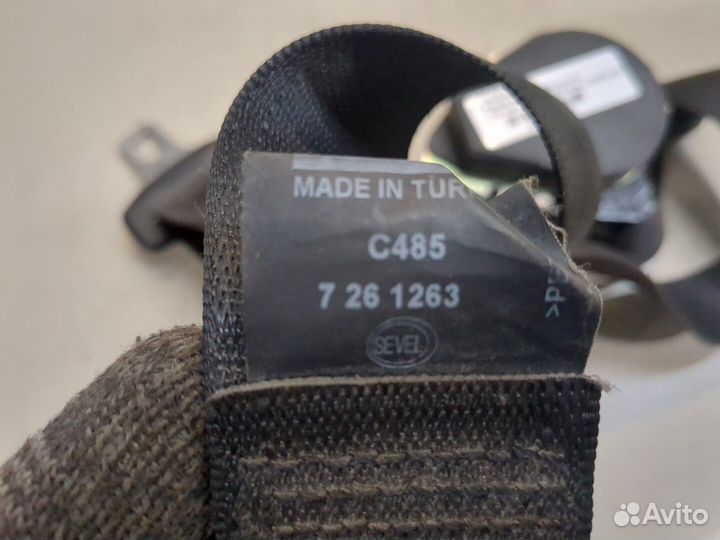 MADE IN TUR
C485
7 26 1263
SEVEL
>P
Avito